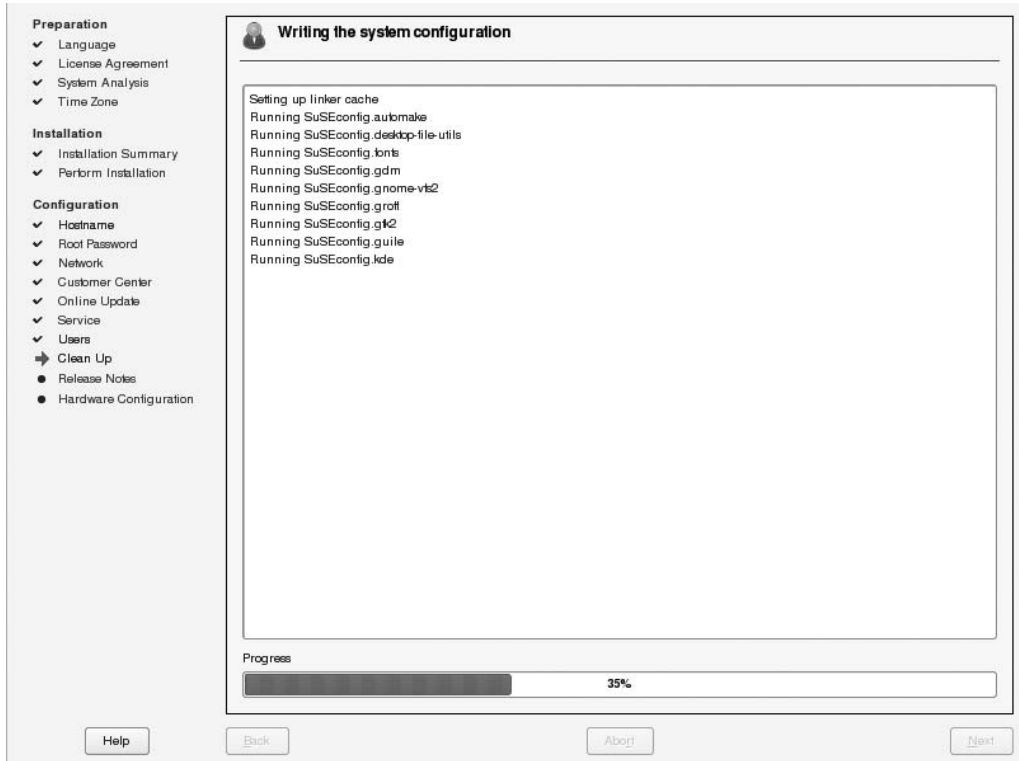 Preparation
Language
License Agreement
System Analysis
Time Zone
Installation
Installation Summary
Perform Installation
Configuration
Hostname
Root Password
Network
Customer Center
Online Update
Service
Users
Clean Up
Release Notes
Hardware Configuration
Writing the system configuration
Setting up linker cache
Running SuSEconfig.automake
Running SuSEconfig.desktop-file-utils
Running SuSEconfig.fonts
Running SuSEconfig.gdm
Running SuSEconfig.gnome-vfs2
Running SuSEconfig.groff
Running SuSEconfig.gtk2
Running SuSEconfig.guile
Running SuSEconfig.kde
Progress
35%
Help
Back
Abort
Next